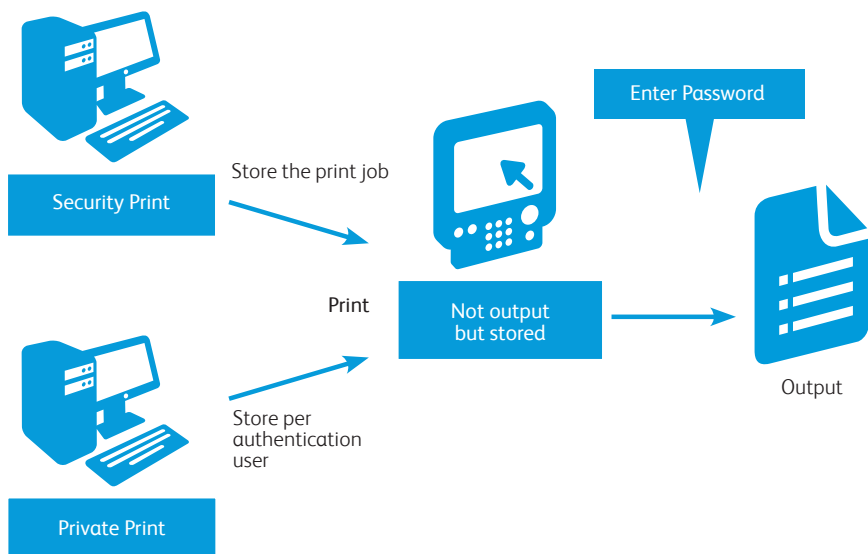 Enter Password
Store the print job
Security Print
Print
Not output
but stored
Output
Store per
authentication
user
Private Print